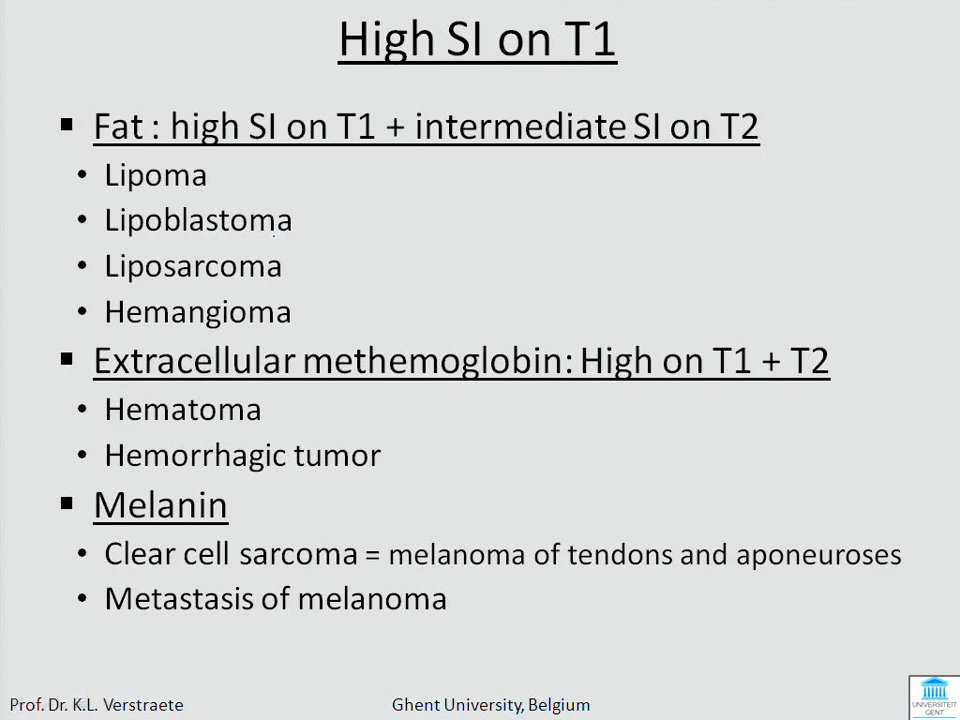 High SI on T1
▪ Fat : high SI on T1 + intermediate SI on T2
• Lipoma
• Lipoblastoma
• Liposarcoma
• Hemangioma
▪ Extracellular methemoglobin: High on T1 + T2
• Hematoma
• Hemorrhagic tumor
▪ Melanin
• Clear cell sarcoma = melanoma of tendons and aponeuroses
• Metastasis of melanoma
Prof. Dr. K.L. Verstraete
Ghent University, Belgium
UNIVERSITEIT
GENT